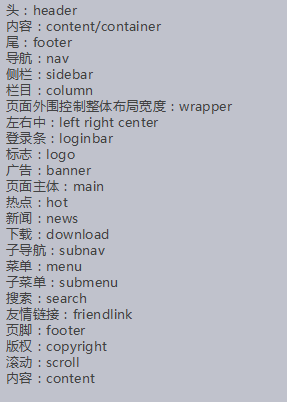 头：header
内容：content/container
尾：footer
导航：nav
侧栏：sidebar
栏目：column
页面外围控制整体布局宽度：wrapper
左右中：left right center
登录条：loginbar
标志：logo
广告：banner
页面主体：main
热点：hot
新闻：news
下载：download
子导航：subnav
菜单：menu
子菜单：submenu
搜索：search
友情链接：friendlink
页脚：footer
版权：copyright
滚动：scroll
内容：content